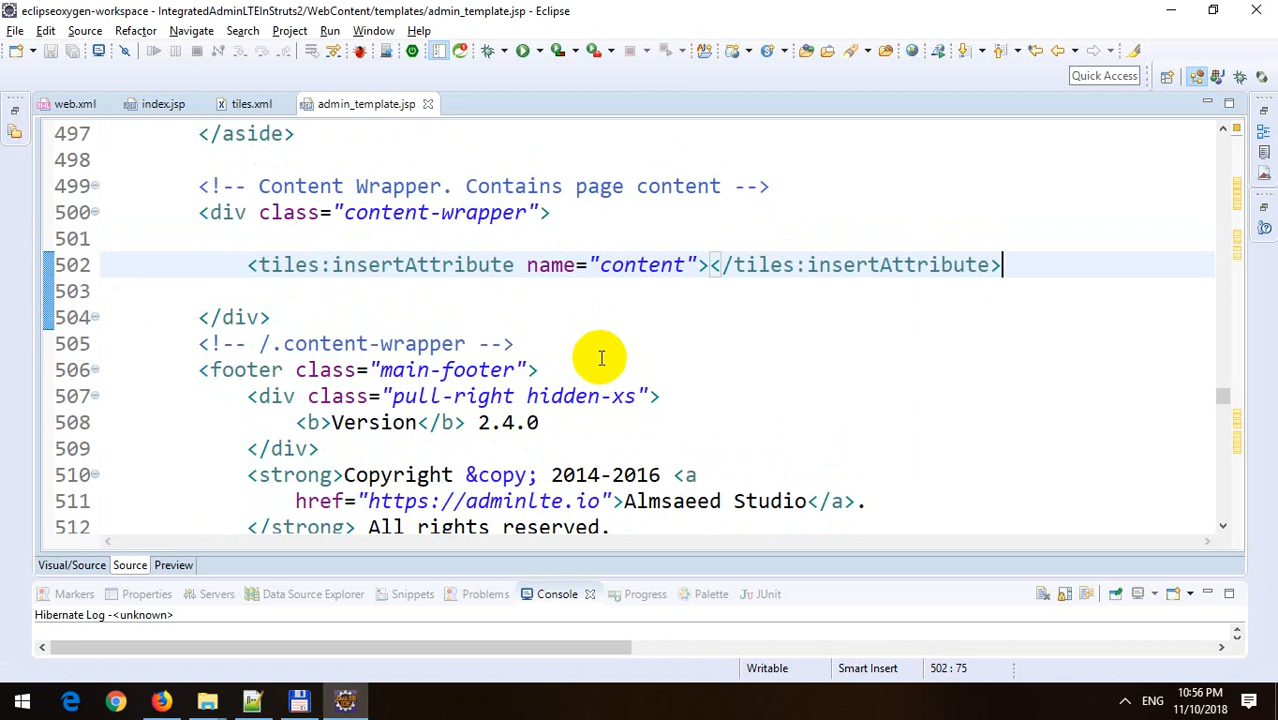 eclipseoxygen-workspace - IntegratedAdminLTEInStruts2/WebContent/templates/admin_template.jsp - Eclipse
File Edit Source Refactor Navigate Search Project Run Window Help
Quick Access
web.xml index.jsp tiles.xml admin_template.jsp
497 </aside>
498
499 <!-- Content Wrapper. Contains page content -->
500 <div class="content-wrapper">
501
502 <tiles:insertAttribute name="content"></tiles:insertAttribute>
503
504 </div>
505 <!-- /.content-wrapper -->
506 <footer class="main-footer">
507 <div class="pull-right hidden-xs">
508 <b>Version</b> 2.4.0
509 </div>
510 <strong>Copyright &copy; 2014-2016 <a
511 href="https://adminlte.io">Almsaeed Studio</a>.
512 </strong> All rights reserved.
Visual/Source Source Preview
Markers Properties Servers Data Source Explorer Snippets Problems Console Progress Palette JUnit
Hibernate Log -<unknown>
Writable Smart Insert 502 : 75
ENG 10:56 PM
11/10/2018